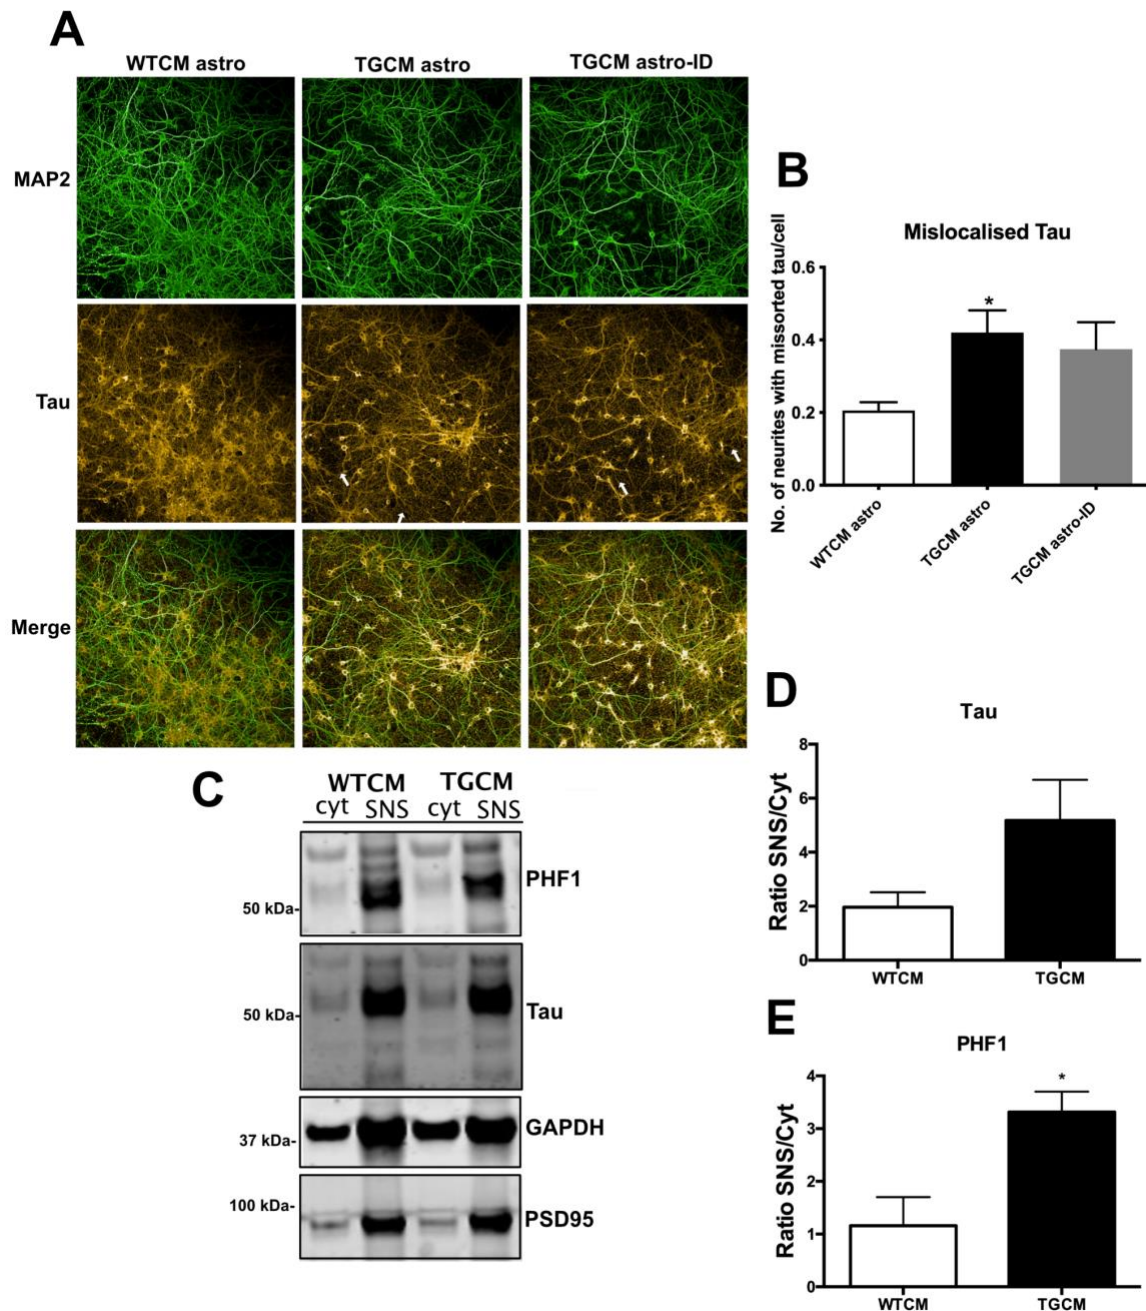 A
WTCM astro
TGCM astro
TGCM astro-ID
MAP2
Tau
Merge
B
Mislocalised Tau
No. of neurites with missorted tau/cell
0.6
*
0.4
0.2
0.0
WTCM astro
TGCM astro
TGCM astro-ID
C
WTCM TGCM
cyt SNS cyt SNS
PHF1
50 kDa-
Tau
50 kDa-
GAPDH
37 kDa-
100 kDa-
PSD95
D
Tau
Ratio SNS/Cyt
8
6
4
2
0
WTCM
TGCM
E
PHF1
Ratio SNS/Cyt
4
*
3
2
1
0
WTCM
TGCM